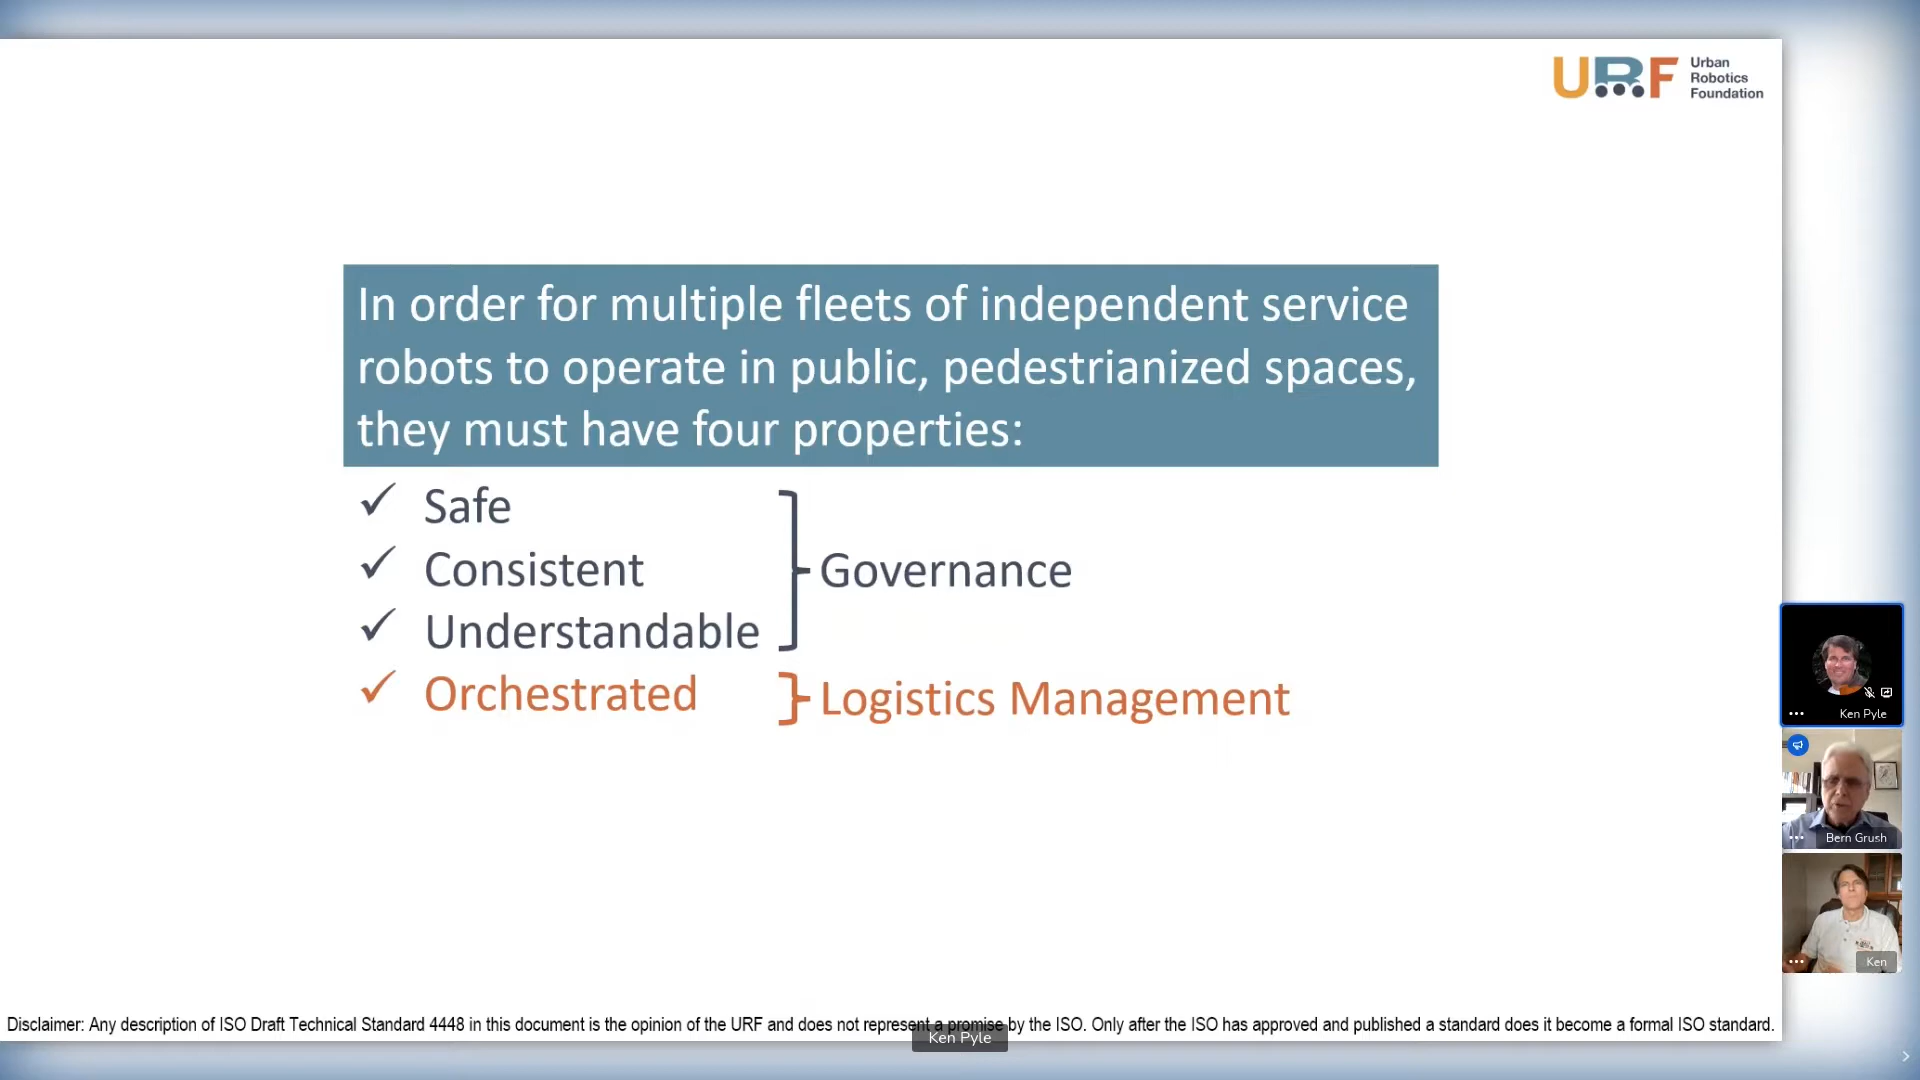 URF Urban
Robotics
Foundation
In order for multiple fleets of independent service
robots to operate in public, pedestrianized spaces,
they must have four properties:
✓ Safe
✓ Consistent
✓ Understandable
Governance
✓ Orchestrated
Logistics Management
Ken Pyle
Bern Grush
Ken
Disclaimer: Any description of ISO Draft Technical Standard 4448 in this document is the opinion of the URF and does not represent a promise by the ISO. Only after the ISO has approved and published a standard does it become a formal ISO standard.
Ken Pyle